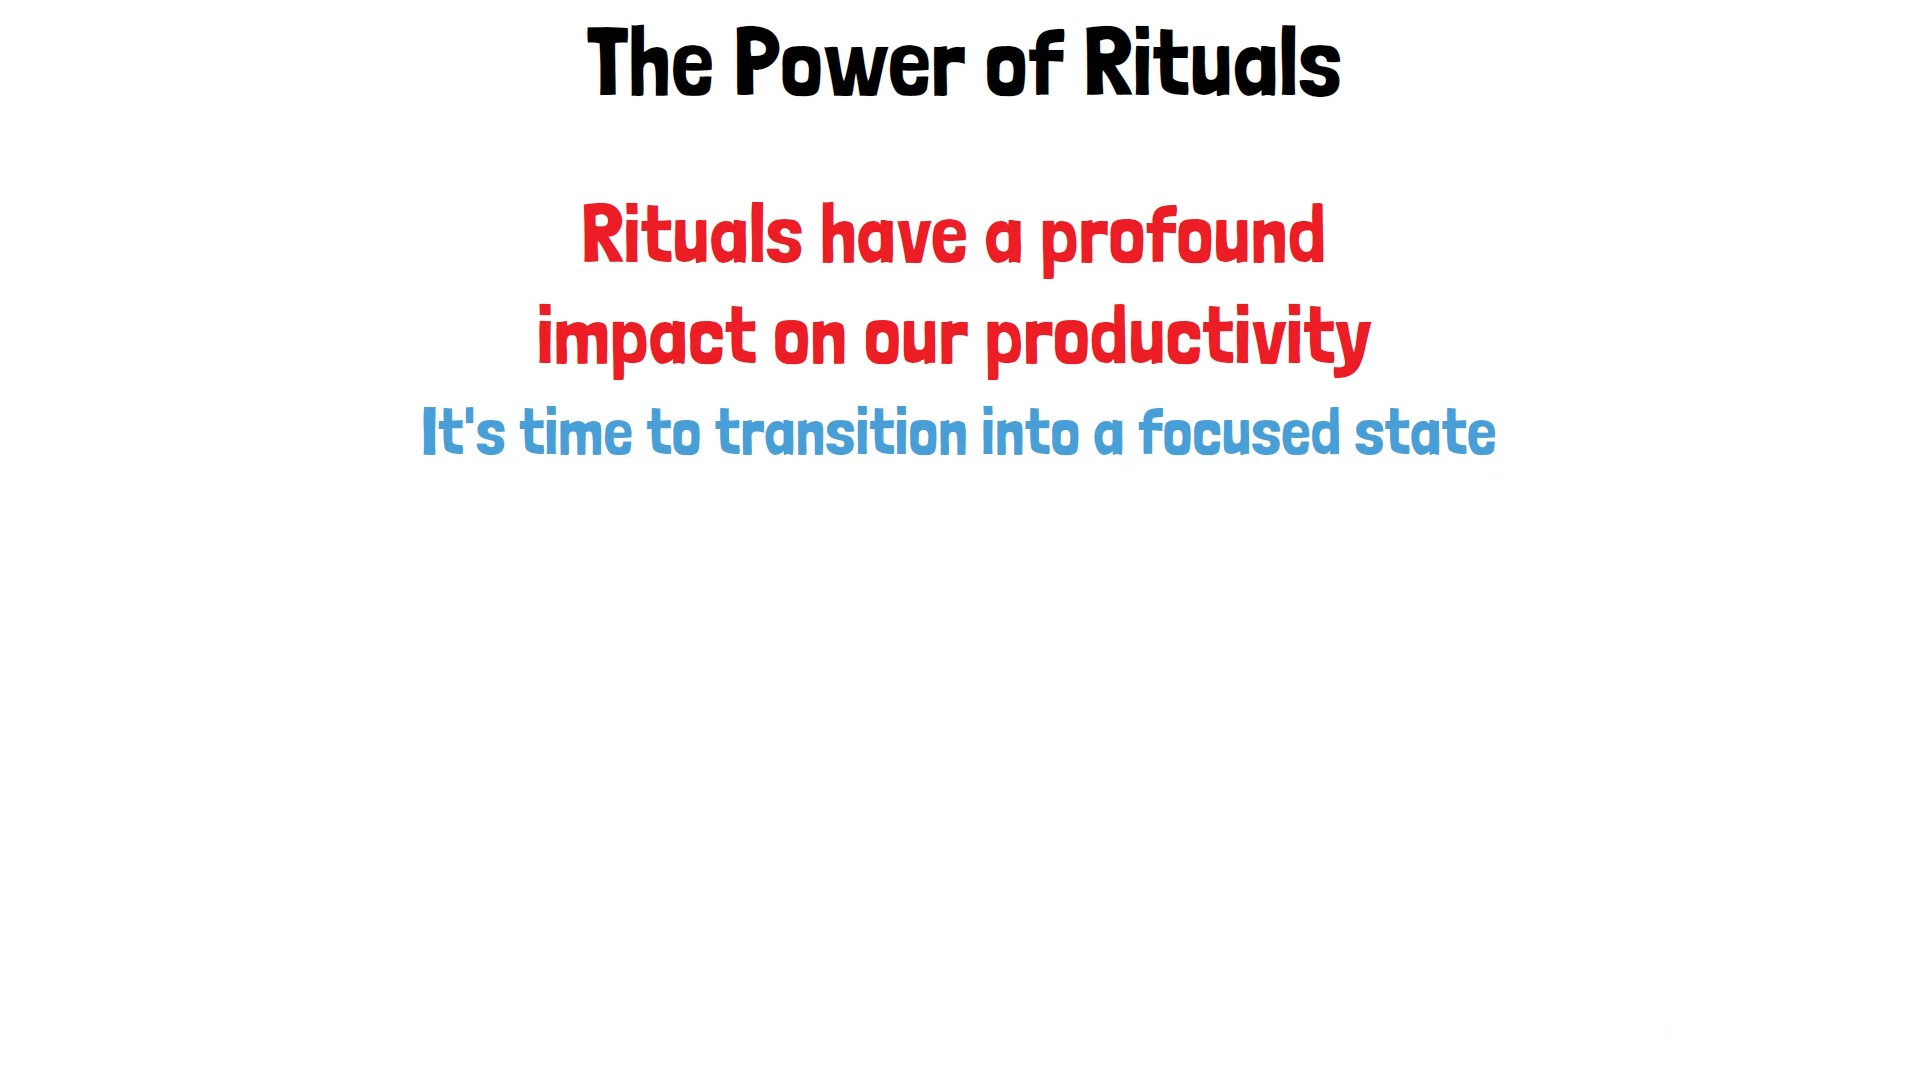 The Power of Rituals
Rituals have a profound
impact on our productivity
It's time to transition into a focused state